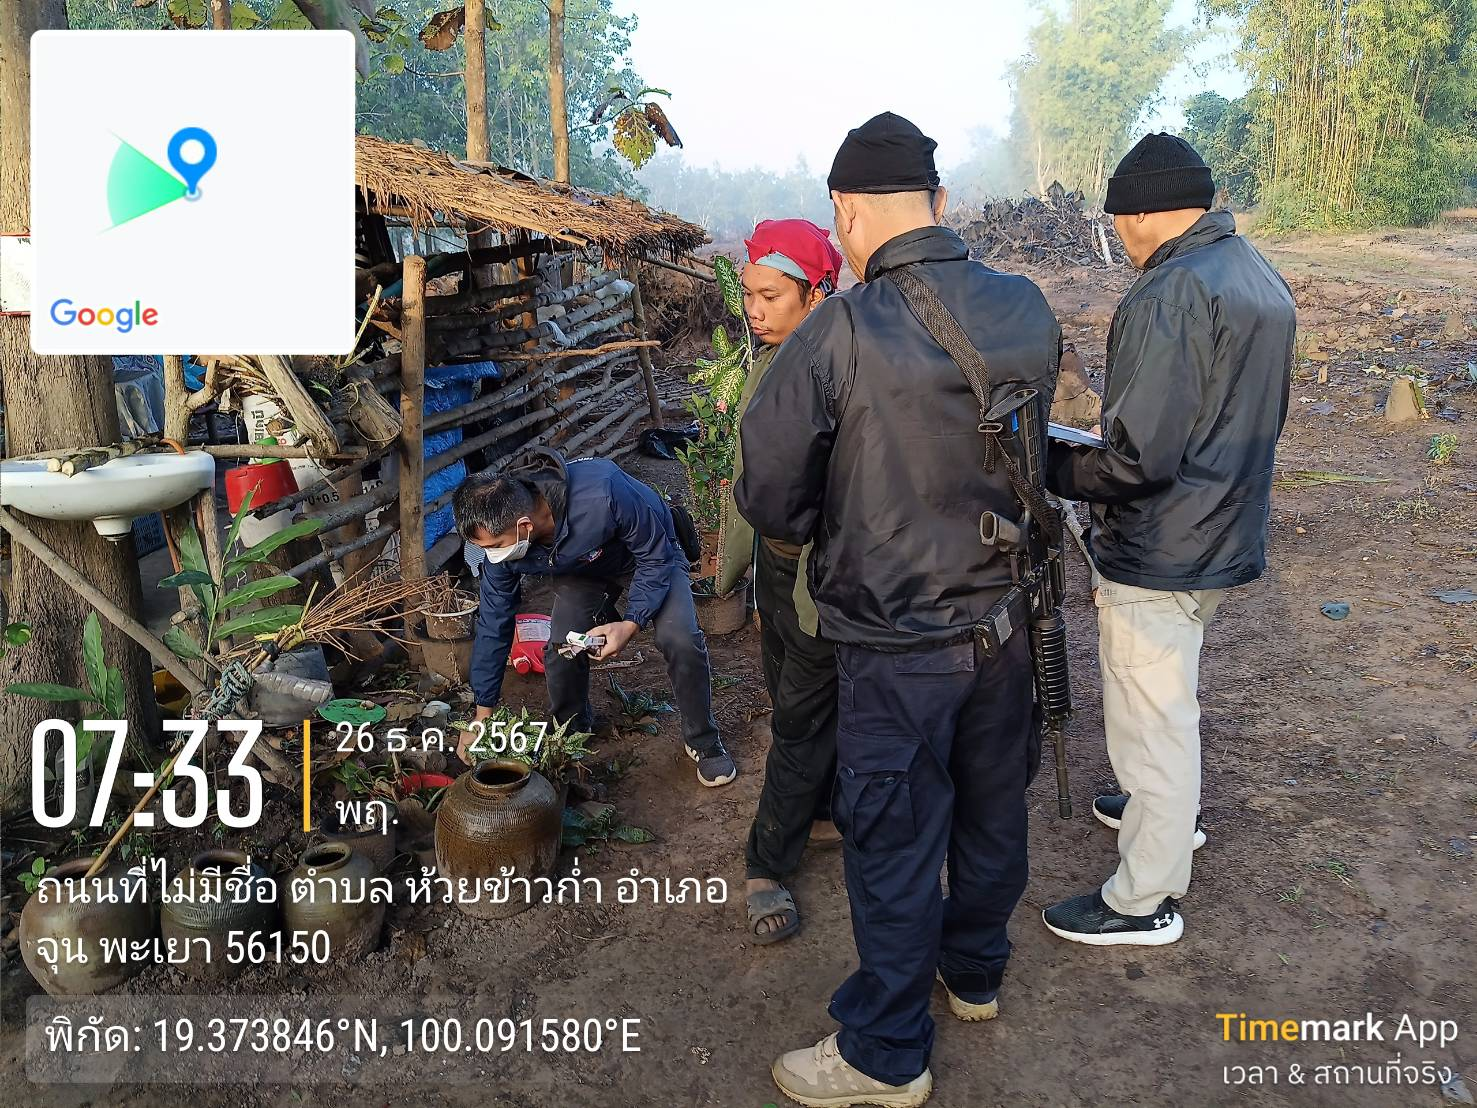 Google
07:33
26 ธ.ค. 2567
พฤ.
ถนนที่ไม่มีชื่อ ตำบล ห้วยข้าวก่ำ อำเภอ
จุน พะเยา 56150
พิกัด: 19.373846°N, 100.091580°E
Timemark App
เวลา & สถานที่จริง